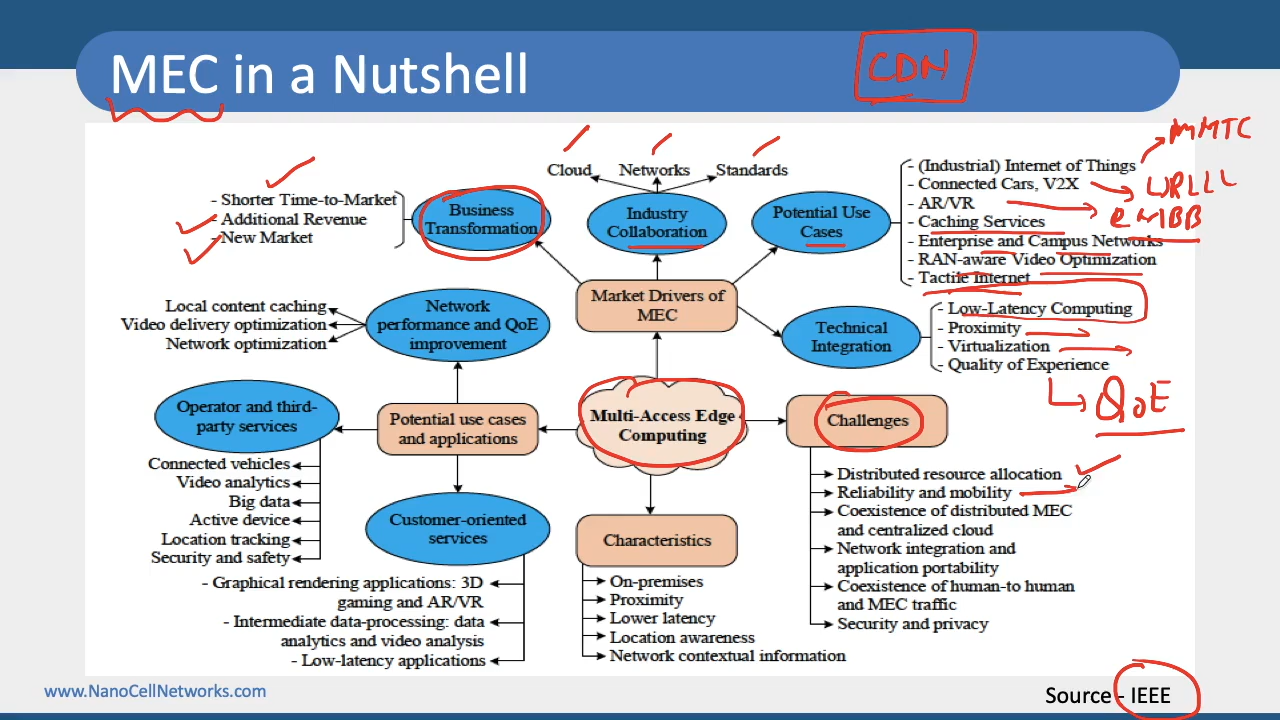 MEC in a Nutshell
CDN
mMTC
Cloud
Networks
Standards
- (Industrial) Internet of Things
- Connected Cars, V2X
- AR/VR
- Caching Services
- Enterprise and Campus Networks
- RAN-aware Video Optimization
- Tactile Internet
URLLC
eMBB
- Shorter Time-to-Market
- Additional Revenue
- New Market
Business
Transformation
Industry
Collaboration
Potential Use
Cases
Market Drivers of
MEC
Technical
Integration
- Low-Latency Computing
- Proximity
- Virtualization
- Quality of Experience
QoE
Local content caching
Video delivery optimization
Network optimization
Network
performance and QoE
improvement
Operator and third-
party services
Potential use cases
and applications
Multi-Access Edge
Computing
Challenges
Connected vehicles
Video analytics
Big data
Active device
Location tracking
Security and safety
Customer-oriented
services
- Graphical rendering applications: 3D
gaming and AR/VR
- Intermediate data-processing: data
analytics and video analysis
- Low-latency applications
Characteristics
On-premises
Proximity
Lower latency
Location awareness
Network contextual information
Distributed resource allocation
Reliability and mobility
Coexistence of distributed MEC
and centralized cloud
Network integration and
application portability
Coexistence of human-to human
and MEC traffic
Security and privacy
www.NanoCellNetworks.com
Source - IEEE